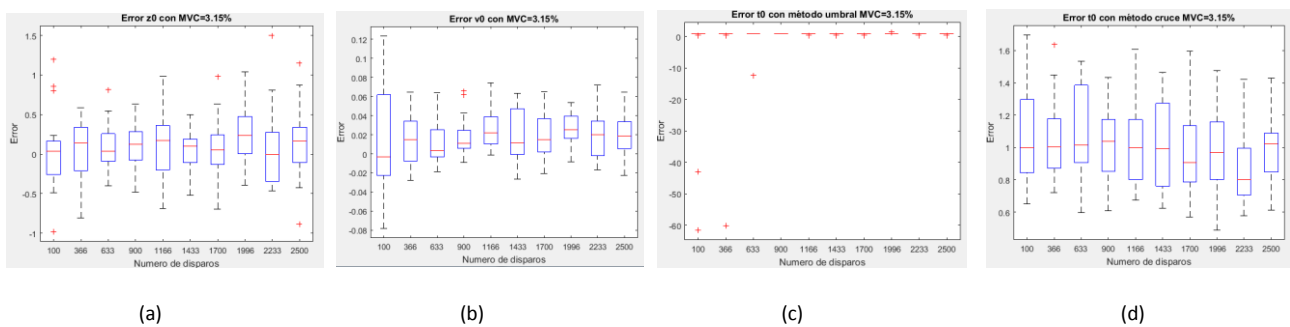 Error z0 con MVC=3.15%
1.5
1
0.5
0
-0.5
-1
Error
100 366 633 900 1166 1433 1700 1996 2233 2500
Numero de disparos
(a)
Error v0 con MVC=3.15%
0.12
0.1
0.08
0.06
0.04
0.02
0
-0.02
-0.04
-0.06
-0.08
Error
100 366 633 900 1166 1433 1700 1996 2233 2500
Numero de disparos
(b)
Error t0 con mètodo umbral MVC=3.15%
0
-10
-20
-30
-40
-50
-60
Error
100 366 633 900 1166 1433 1700 1996 2233 2500
Numero de disparos
(c)
Error t0 con mètodo cruce MVC=3.15%
1.6
1.4
1.2
1
0.8
0.6
Error
100 366 633 900 1166 1433 1700 1996 2233 2500
Numero de disparos
(d)